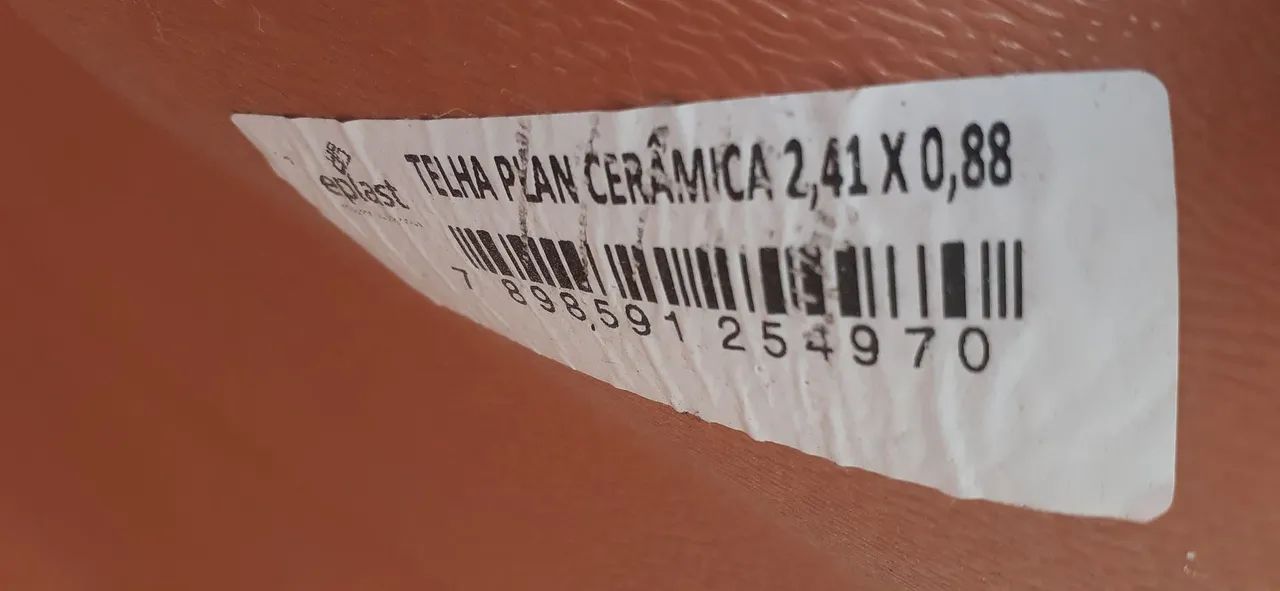 eplast
TELHA PLAN CERÂMICA 2,41 X 0,88
7 898591 254970